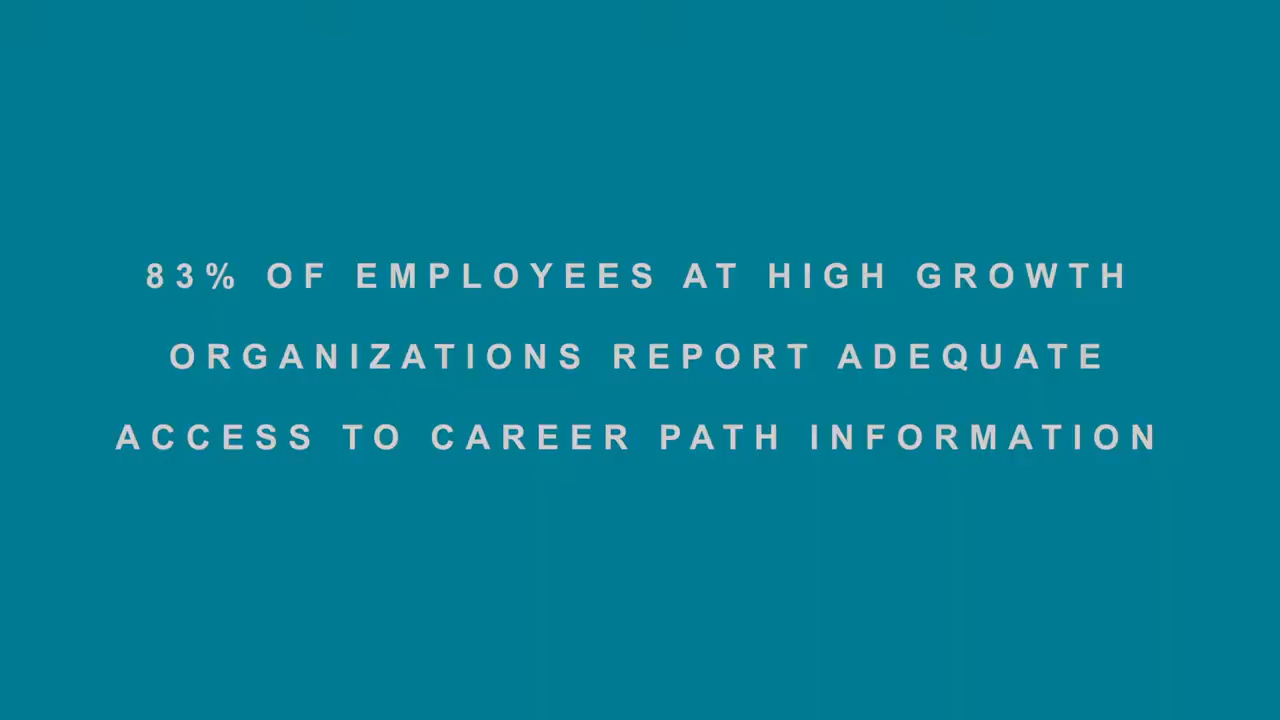 83% OF EMPLOYEES AT HIGH GROWTH
ORGANIZATIONS REPORT ADEQUATE
ACCESS TO CAREER PATH INFORMATION